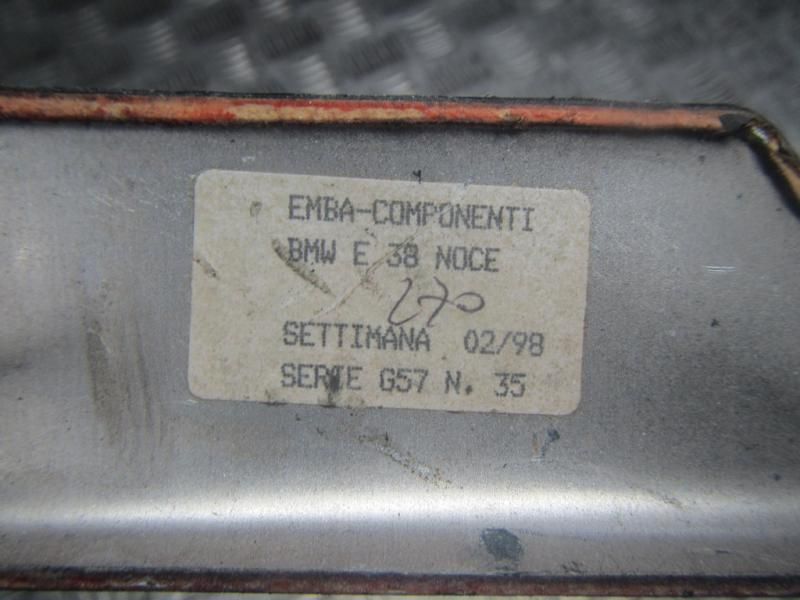 EMBA-COMPONENTI
BMW E 38 NOCE
270
SETTIMANA 02/98
SERIE G57 N. 35